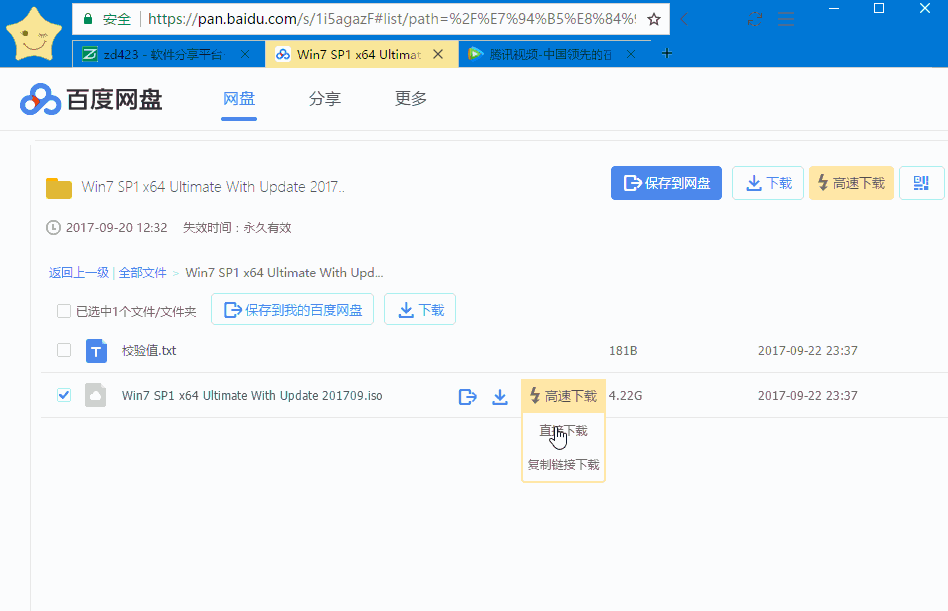 安全 https://pan.baidu.com/s/1i5agazF#list/path=%2F%E7%94%B5%E8%84%
zd423 - 软件分享平台
Win7 SP1 x64 Ultimat
腾讯视频-中国领先的在
百度网盘
网盘
分享
更多
Win7 SP1 x64 Ultimate With Update 2017..
保存到网盘
下载
高速下载
2017-09-20 12:32 失效时间：永久有效
返回上一级 | 全部文件 > Win7 SP1 x64 Ultimate With Upd...
已选中1个文件/文件夹
保存到我的百度网盘
下载
校验值.txt 181B 2017-09-22 23:37
Win7 SP1 x64 Ultimate With Update 201709.iso 高速下载 4.22G 2017-09-22 23:37
直接下载
复制链接下载